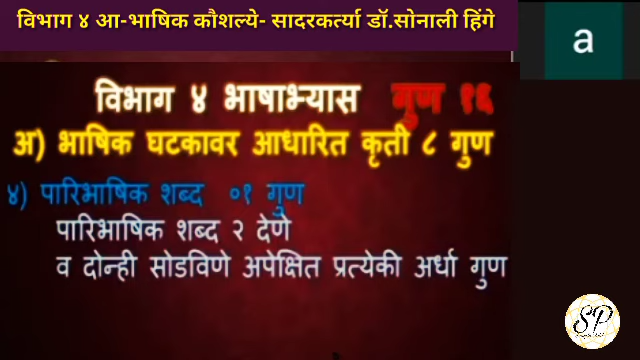 विभाग ४ आ-भाषिक कौशल्ये- सादरकर्त्या डॉ.सोनाली हिंगे
a
विभाग ४ भाषाभ्यास गुण १६
अ) भाषिक घटकावर आधारित कृती ८ गुण
४) पारिभाषिक शब्द ०१ गुण
पारिभाषिक शब्द २ देणे
व दोन्ही सोडविणे अपेक्षित प्रत्येकी अर्धा गुण
SP